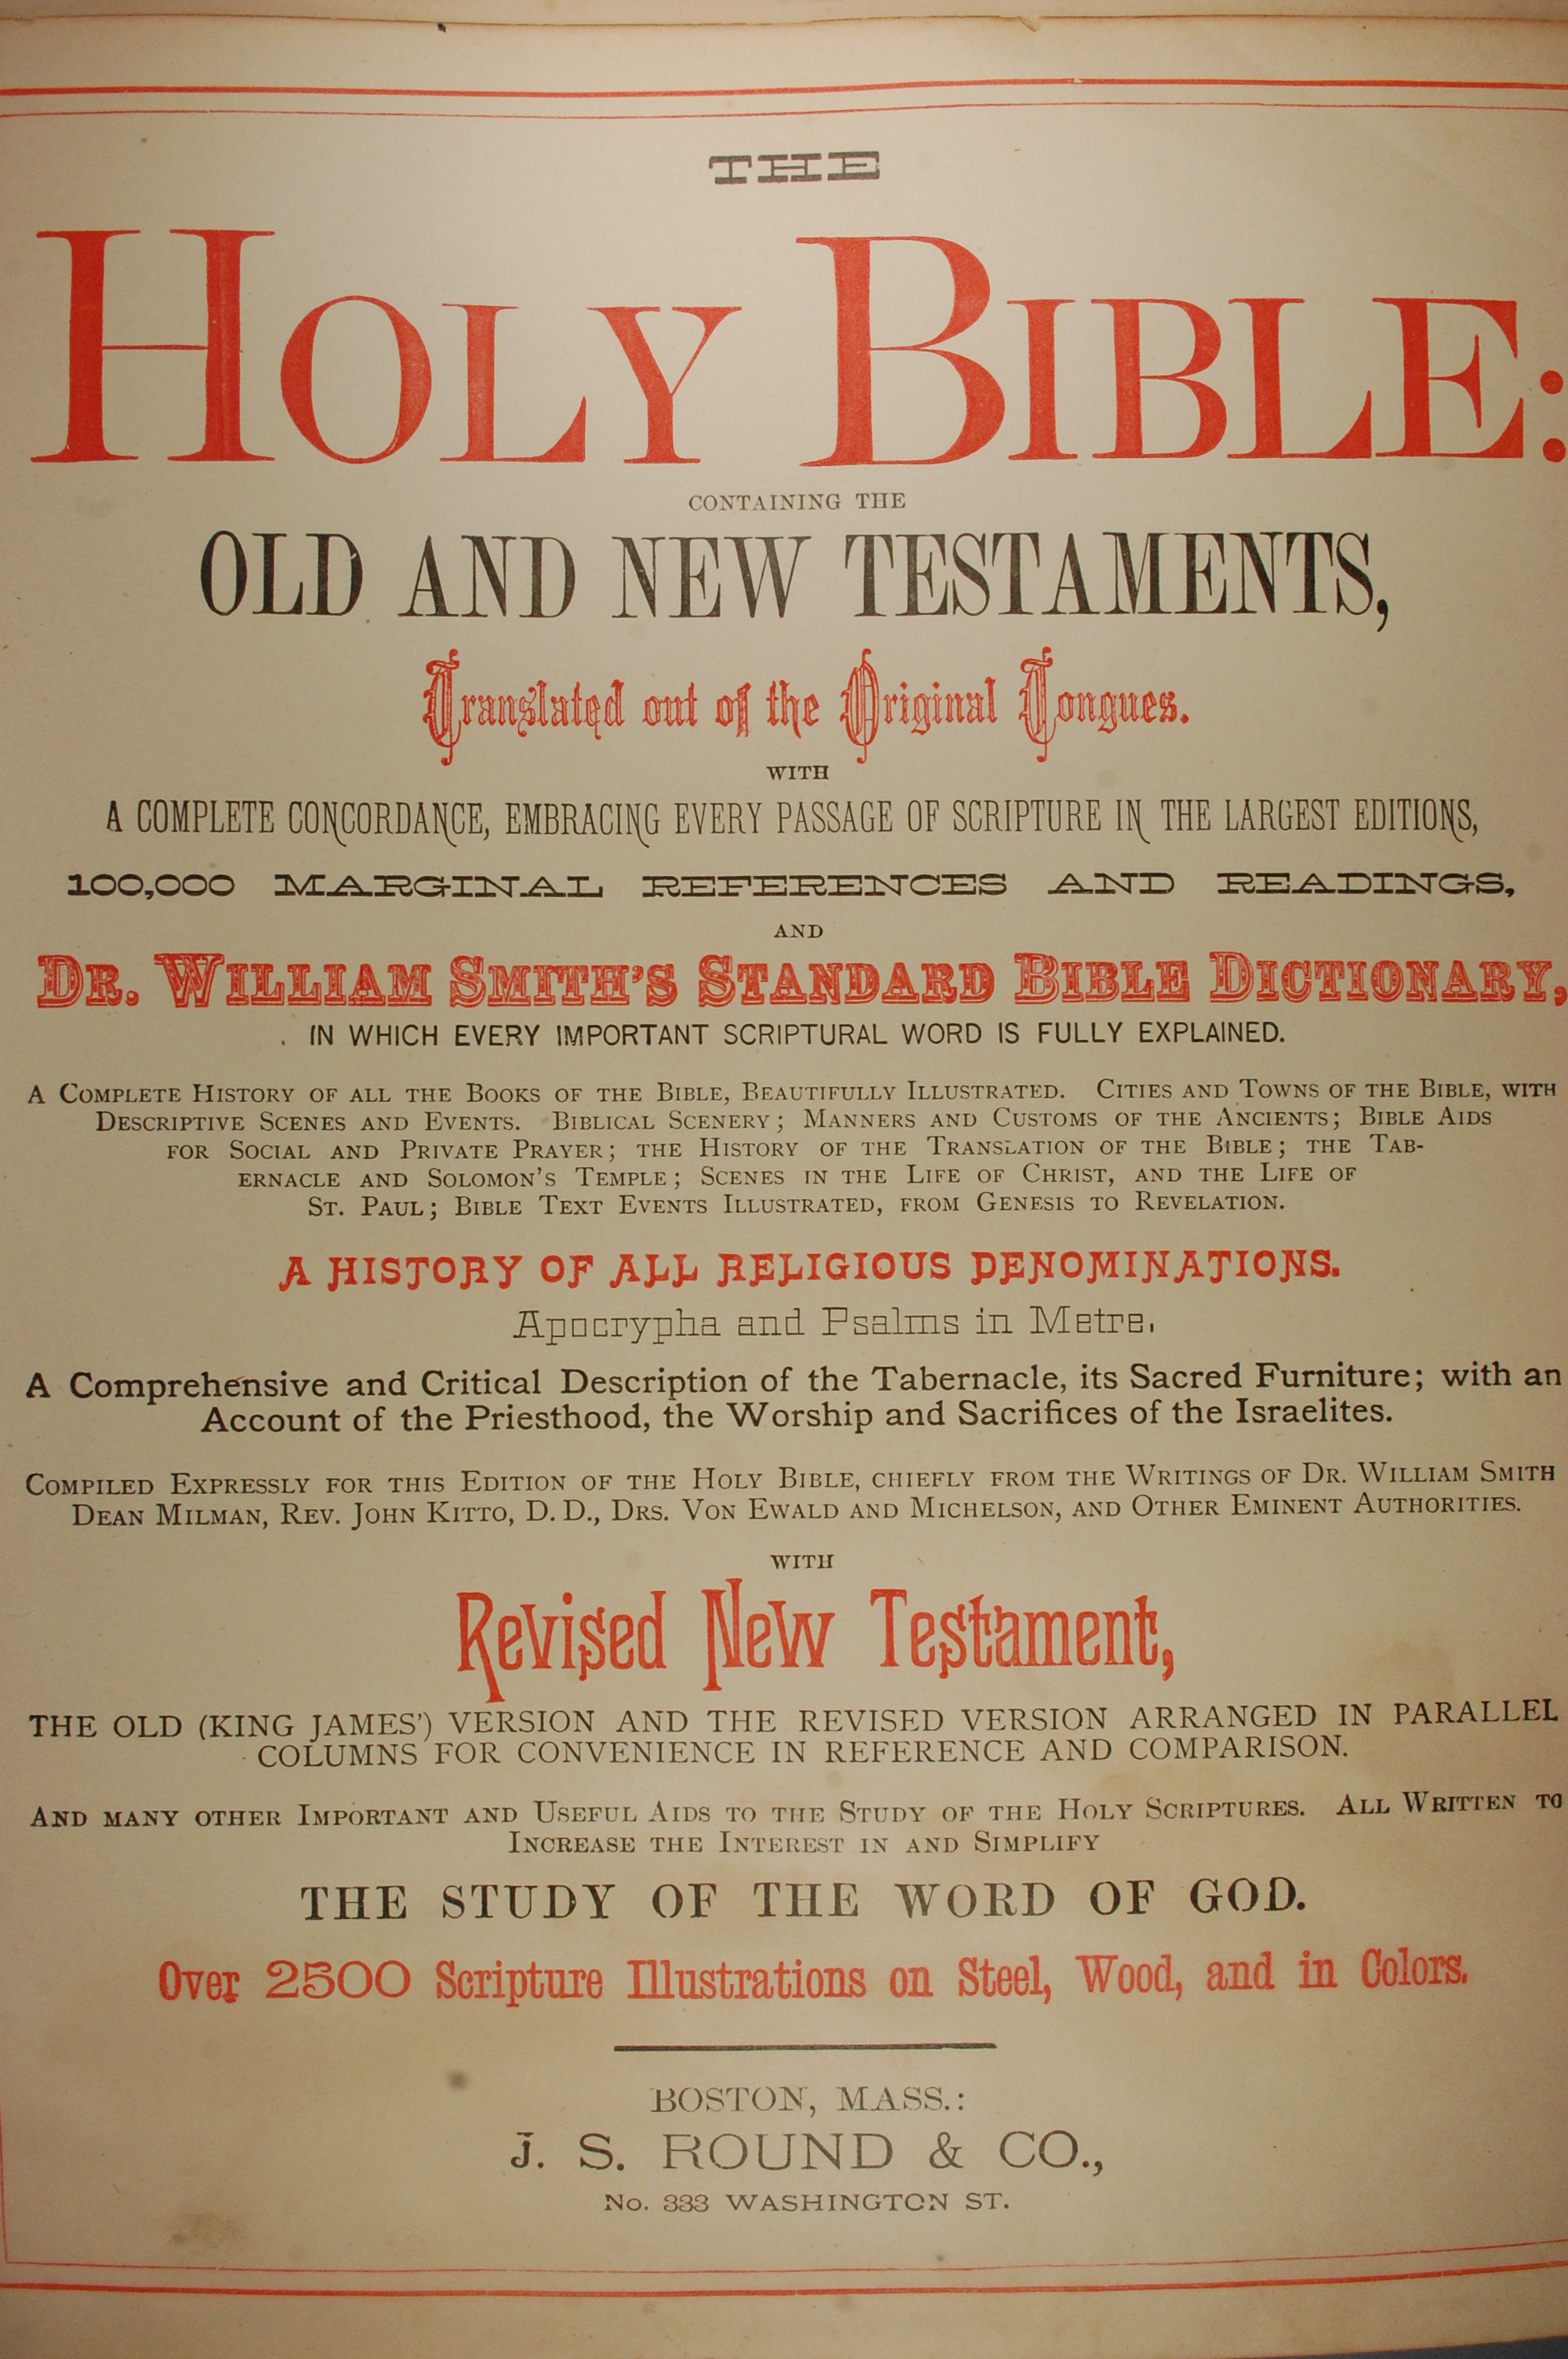 THE
HOLY BIBLE:
CONTAINING THE
OLD AND NEW TESTAMENTS,
Translated out of the Original Tongues.
WITH
A COMPLETE CONCORDANCE, EMBRACING EVERY PASSAGE OF SCRIPTURE IN THE LARGEST EDITIONS,
100,000 MARGINAL REFERENCES AND READINGS,
AND
DR. WILLIAM SMITH'S STANDARD BIBLE DICTIONARY,
IN WHICH EVERY IMPORTANT SCRIPTURAL WORD IS FULLY EXPLAINED.
A COMPLETE HISTORY OF ALL THE BOOKS OF THE BIBLE, BEAUTIFULLY ILLUSTRATED. CITIES AND TOWNS OF THE BIBLE, WITH
DESCRIPTIVE SCENES AND EVENTS. BIBLICAL SCENERY; MANNERS AND CUSTOMS OF THE ANCIENTS; BIBLE AIDS
FOR SOCIAL AND PRIVATE PRAYER; THE HISTORY OF THE TRANSLATION OF THE BIBLE; THE TAB-
ERNACLE AND SOLOMON'S TEMPLE; SCENES IN THE LIFE OF CHRIST, AND THE LIFE OF
ST. PAUL; BIBLE TEXT EVENTS ILLUSTRATED, FROM GENESIS TO REVELATION.
A HISTORY OF ALL RELIGIOUS DENOMINATIONS.
Apocrypha and Psalms in Metre.
A Comprehensive and Critical Description of the Tabernacle, its Sacred Furniture; with an
Account of the Priesthood, the Worship and Sacrifices of the Israelites.
COMPILED EXPRESSLY FOR THIS EDITION OF THE HOLY BIBLE, CHIEFLY FROM THE WRITINGS OF DR. WILLIAM SMITH
DEAN MILMAN, REV. JOHN KITTO, D. D., DRS. VON EWALD AND MICHELSON, AND OTHER EMINENT AUTHORITIES.
WITH
Revised New Testament,
THE OLD (KING JAMES') VERSION AND THE REVISED VERSION ARRANGED IN PARALLEL
COLUMNS FOR CONVENIENCE IN REFERENCE AND COMPARISON.
AND MANY OTHER IMPORTANT AND USEFUL AIDS TO THE STUDY OF THE HOLY SCRIPTURES. ALL WRITTEN TO
INCREASE THE INTEREST IN AND SIMPLIFY
THE STUDY OF THE WORD OF GOD.
Over 2500 Scripture Illustrations on Steel, Wood, and in Colors.
BOSTON, MASS.:
J. S. ROUND & CO.,
No. 333 WASHINGTON ST.